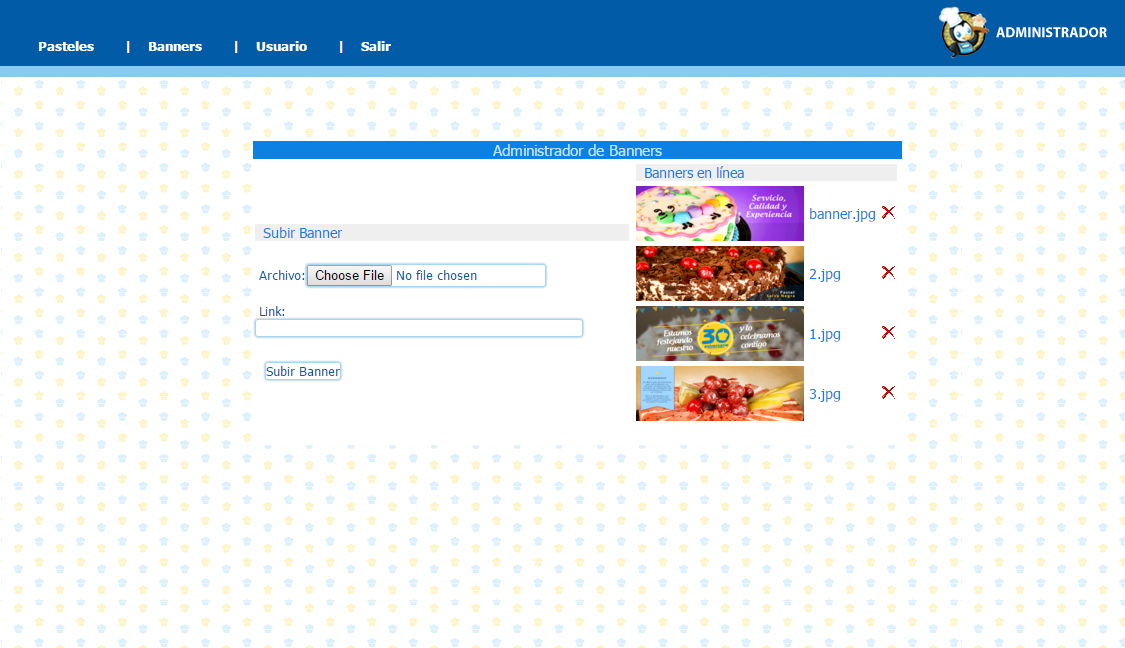 Pasteles | Banners | Usuario | Salir
ADMINISTRADOR
Administrador de Banners
Subir Banner
Archivo: Choose File No file chosen
Link:
Subir Banner
Banners en línea
Servicio,
Calidad y
Experiencia
banner.jpg
Pastel
Selva Negra
2.jpg
Estamos
festejando
nuestro
30
y lo
celebramos
contigo
1.jpg
3.jpg